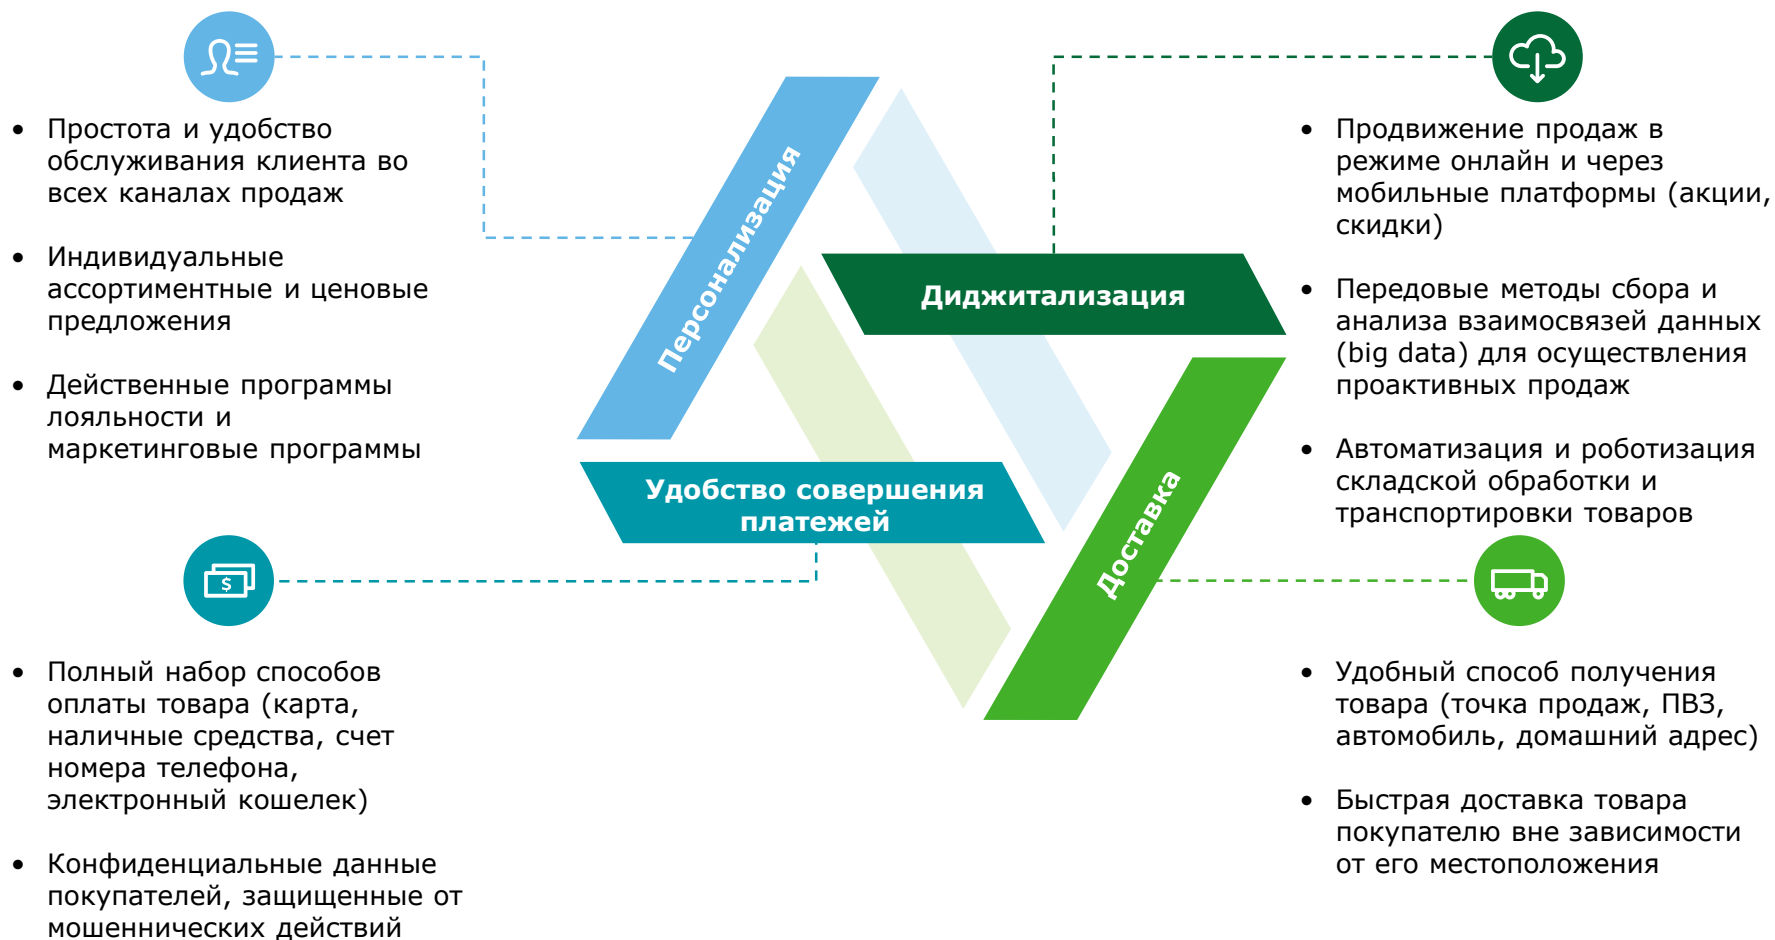 • Простота и удобство
обслуживания клиента во
всех каналах продаж
• Индивидуальные
ассортиментные и ценовые
предложения
• Действенные программы
лояльности и
маркетинговые программы
Персонализация
Диджитализация
• Продвижение продаж в
режиме онлайн и через
мобильные платформы (акции,
скидки)
• Передовые методы сбора и
анализа взаимосвязей данных
(big data) для осуществления
проактивных продаж
• Автоматизация и роботизация
складской обработки и
транспортировки товаров
Удобство совершения
платежей
Доставка
$
• Полный набор способов
оплаты товара (карта,
наличные средства, счет
номера телефона,
электронный кошелек)
• Конфиденциальные данные
покупателей, защищенные от
мошеннических действий
• Удобный способ получения
товара (точка продаж, ПВЗ,
автомобиль, домашний адрес)
• Быстрая доставка товара
покупателю вне зависимости
от его местоположения